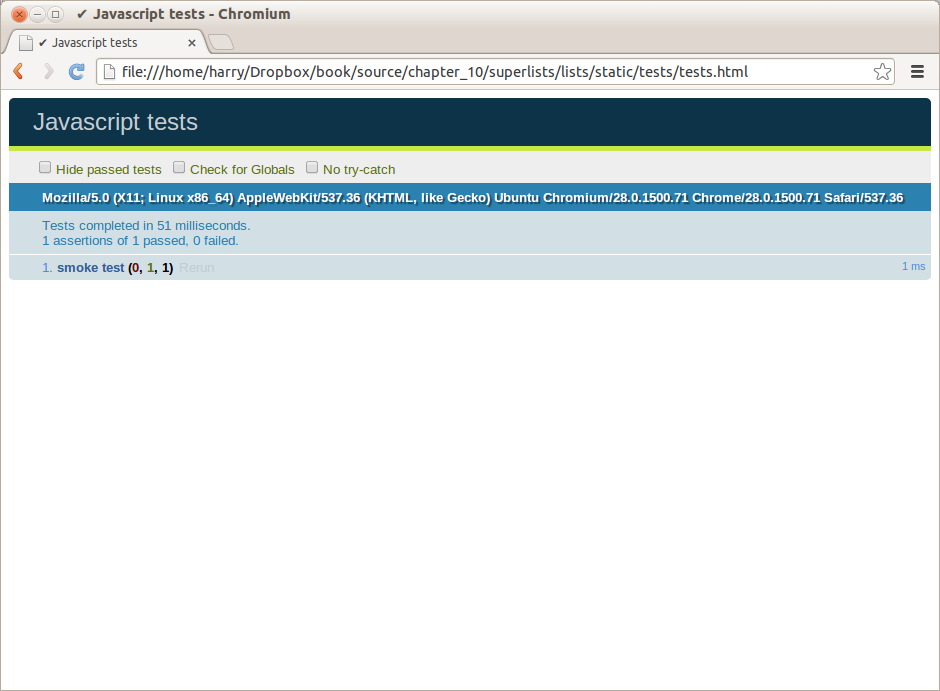 ✔ Javascript tests - Chromium
✔ Javascript tests
file:///home/harry/Dropbox/book/source/chapter_10/superlists/lists/static/tests/tests.html
Javascript tests
Hide passed tests Check for Globals No try-catch
Mozilla/5.0 (X11; Linux x86_64) AppleWebKit/537.36 (KHTML, like Gecko) Ubuntu Chromium/28.0.1500.71 Chrome/28.0.1500.71 Safari/537.36
Tests completed in 51 milliseconds.
1 assertions of 1 passed, 0 failed.
1. smoke test (0, 1, 1) Rerun 1 ms